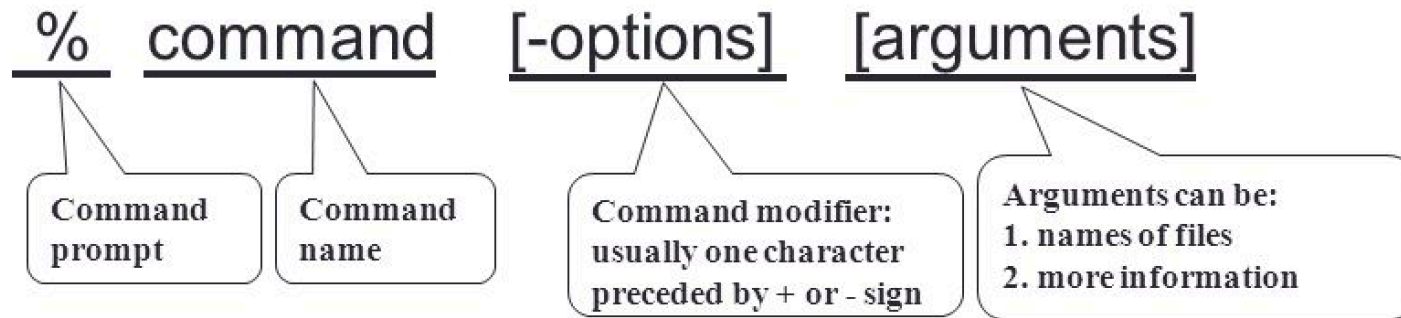 % command [-options] [arguments]
Command
prompt
Command
name
Command modifier:
usually one character
preceded by + or - sign
Arguments can be:
1. names of files
2. more information